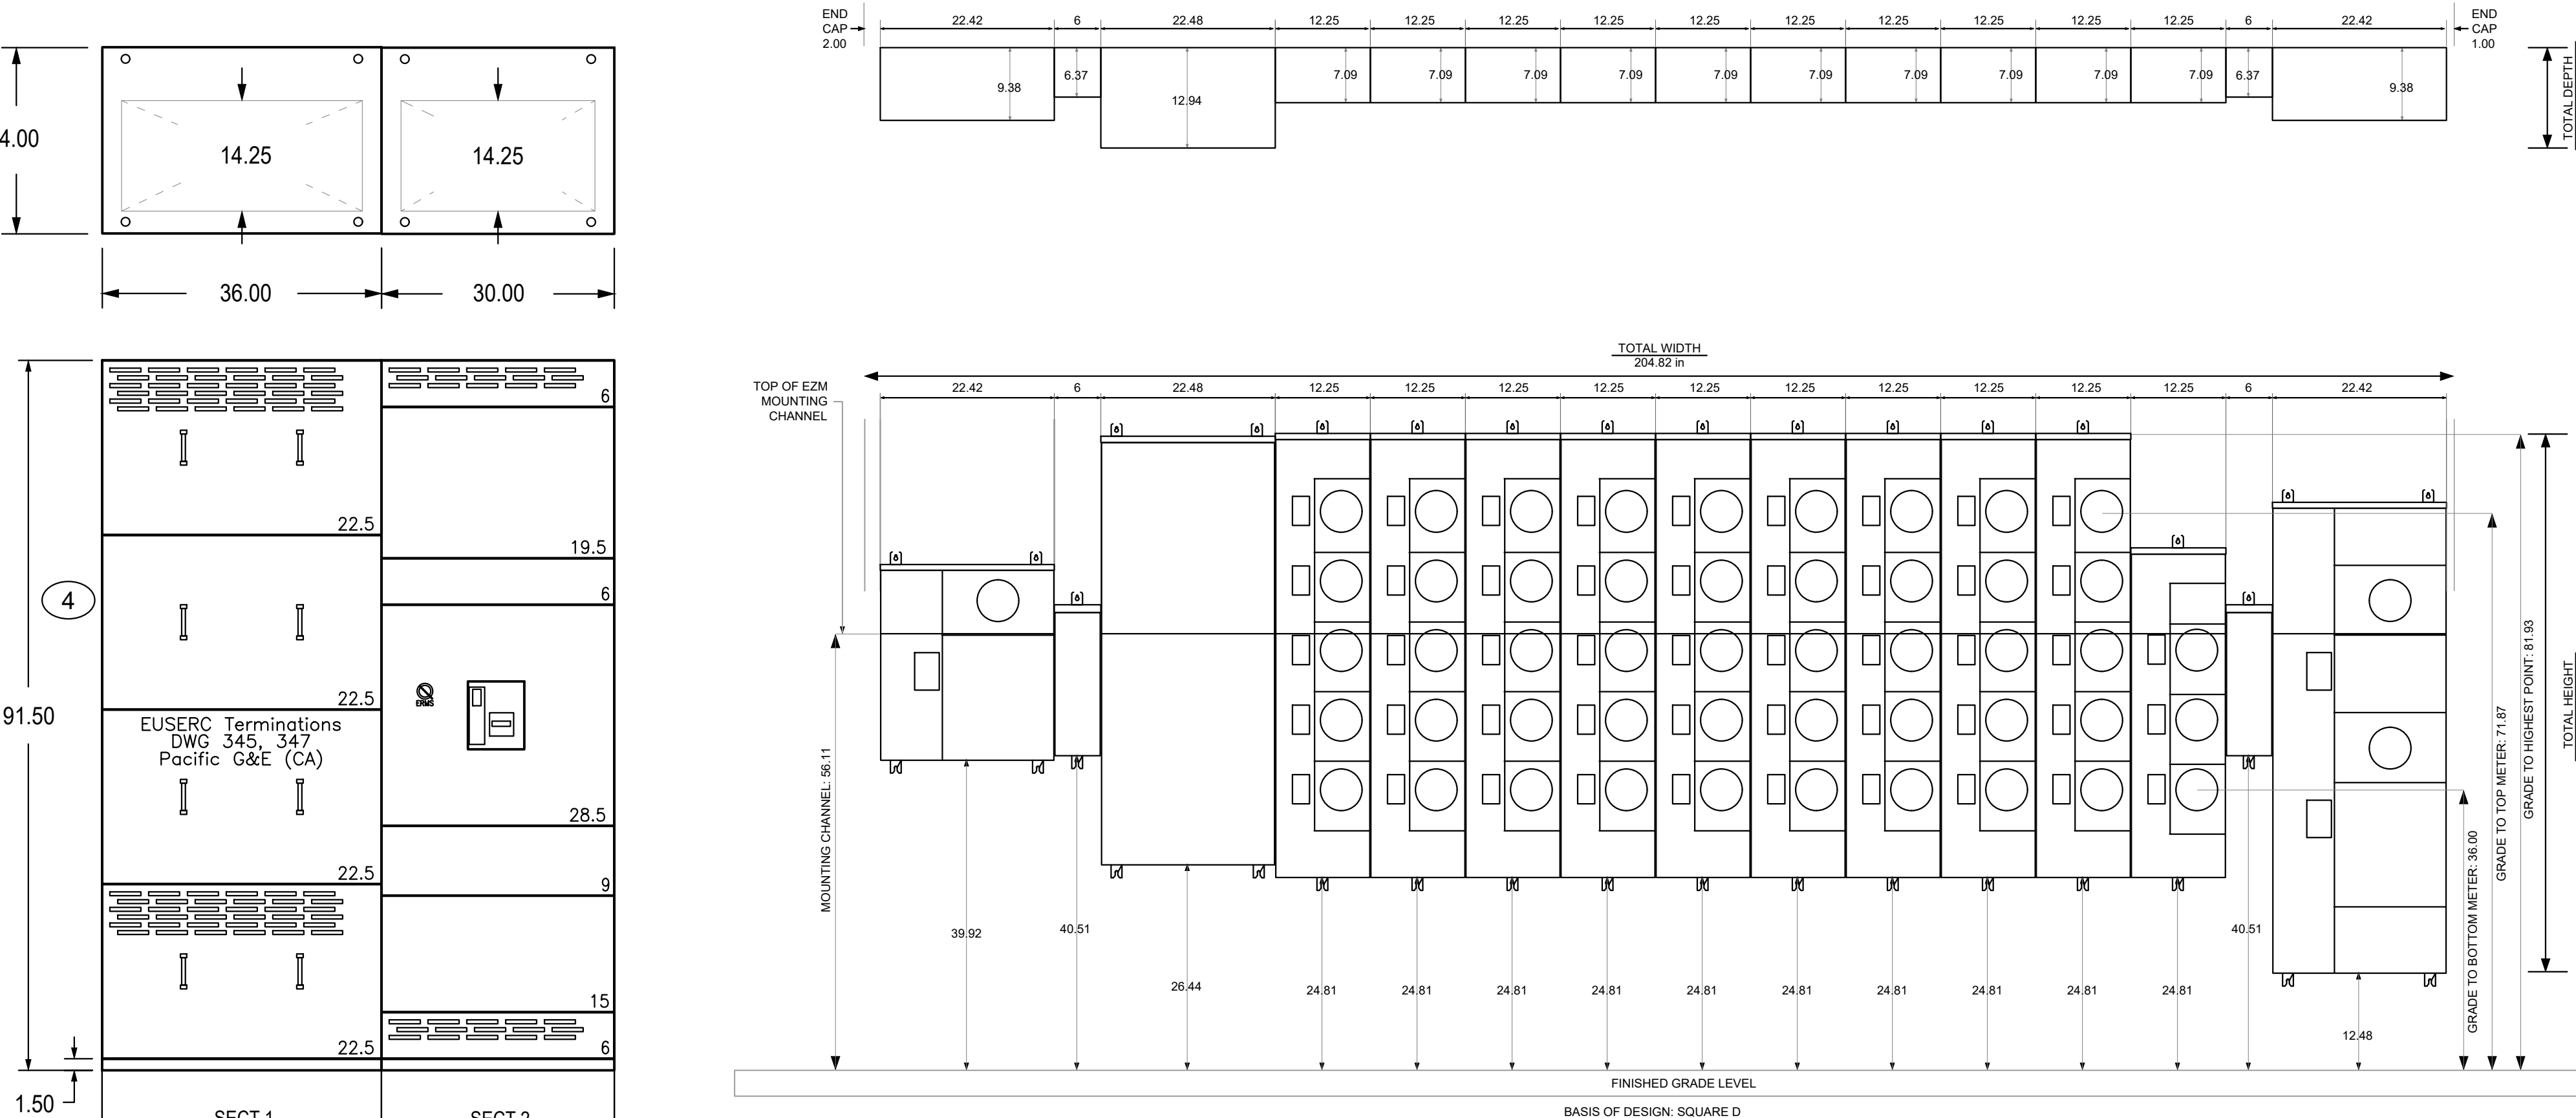 4.00
14.25
14.25
36.00
30.00
4
91.50
1.50
6
22.5
19.5
6
22.5
EUSERC Terminations
DWG 345, 347
Pacific G&E (CA)
ERMS
28.5
22.5
9
15
22.5
6
END
CAP
2.00
22.42 6 22.48 12.25 12.25 12.25 12.25 12.25 12.25 12.25 12.25 12.25 12.25 6 22.42
END
CAP
1.00
9.38 6.37 12.94 7.09 7.09 7.09 7.09 7.09 7.09 7.09 7.09 7.09 7.09 6.37 9.38
TOTAL DEPTH
TOTAL WIDTH
204.82 in
TOP OF EZM
MOUNTING
CHANNEL
22.42 6 22.48 12.25 12.25 12.25 12.25 12.25 12.25 12.25 12.25 12.25 12.25 6 22.42
MOUNTING CHANNEL: 56.11
39.92 40.51 26.44 24.81 24.81 24.81 24.81 24.81 24.81 24.81 24.81 24.81 24.81 40.51 12.48
GRADE TO BOTTOM METER: 36.00
GRADE TO TOP METER: 71.87
GRADE TO HIGHEST POINT: 81.93
TOTAL HEIGHT
FINISHED GRADE LEVEL
BASIS OF DESIGN: SQUARE D
SECT 1
SECT 2